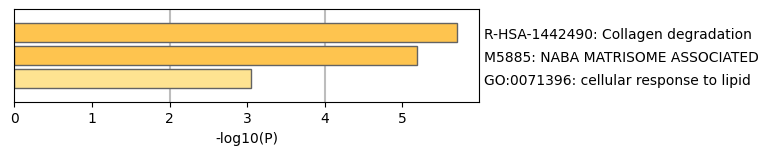 R-HSA-1442490: Collagen degradation
M5885: NABA MATRISOME ASSOCIATED
GO:0071396: cellular response to lipid
0 1 2 3 4 5
-log10(P)